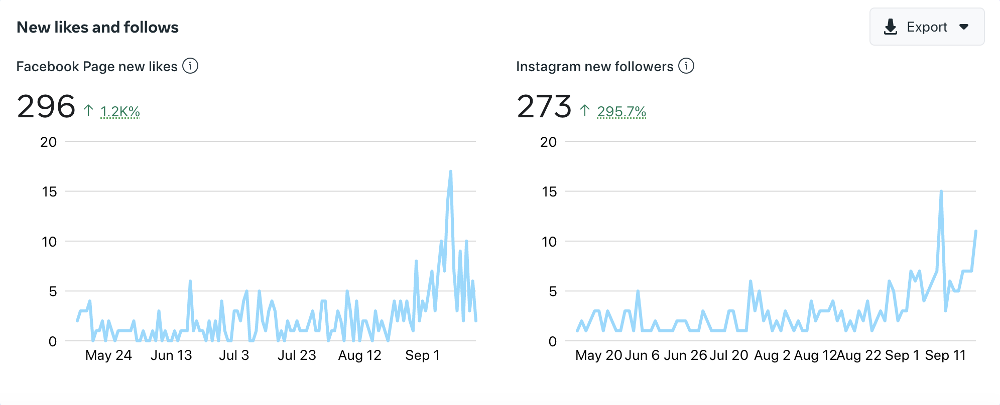 New likes and follows
Export
Facebook Page new likes
296 ↑ 1.2K%
20
15
10
5
0
May 24 Jun 13 Jul 3 Jul 23 Aug 12 Sep 1
Instagram new followers
273 ↑ 295.7%
20
15
10
5
0
May 20 Jun 6 Jun 26 Jul 20 Aug 2 Aug 12 Aug 22 Sep 1 Sep 11